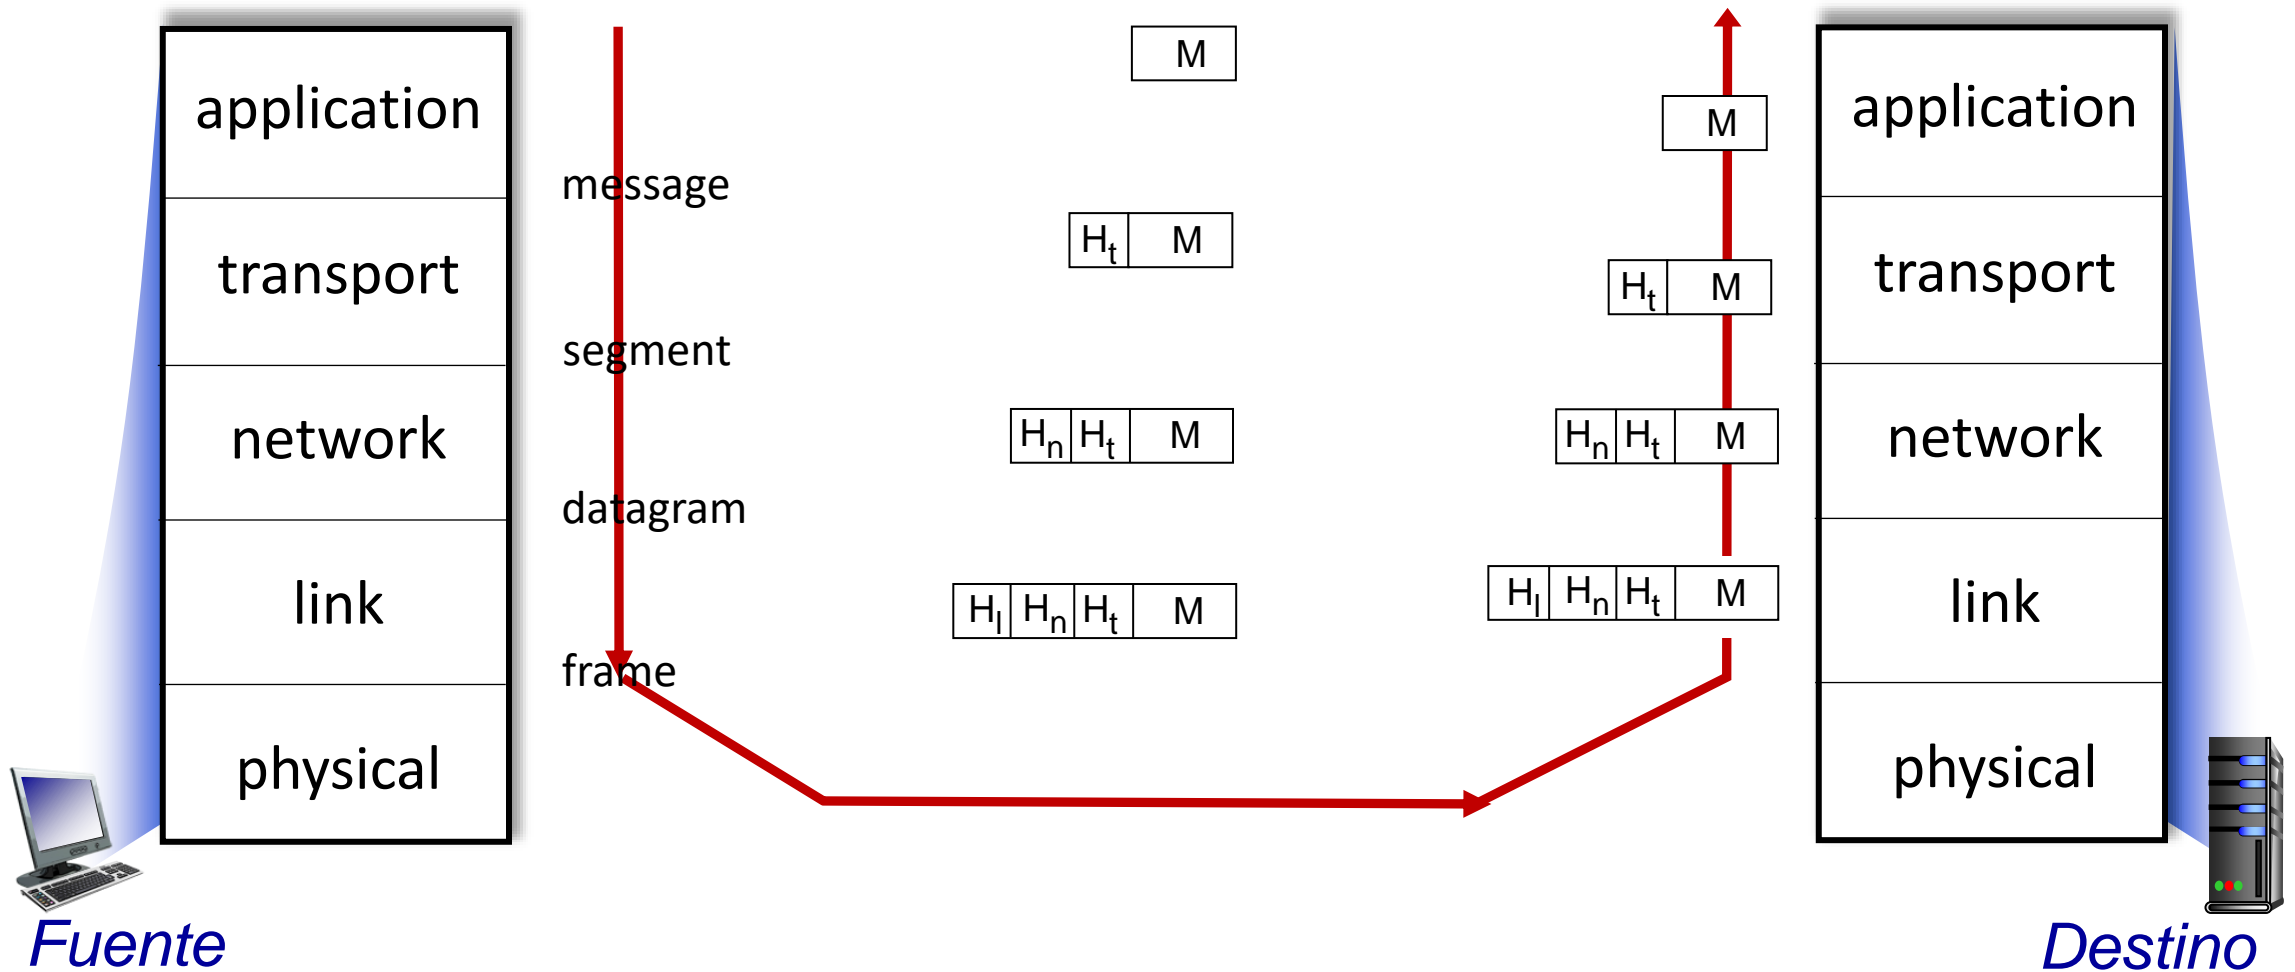 application
transport
network
link
physical
Fuente
message
segment
datagram
frame
M
Ht M
Hn Ht M
Hl Hn Ht M
M
Ht M
Hn Ht M
Hl Hn Ht M
application
transport
network
link
physical
Destino